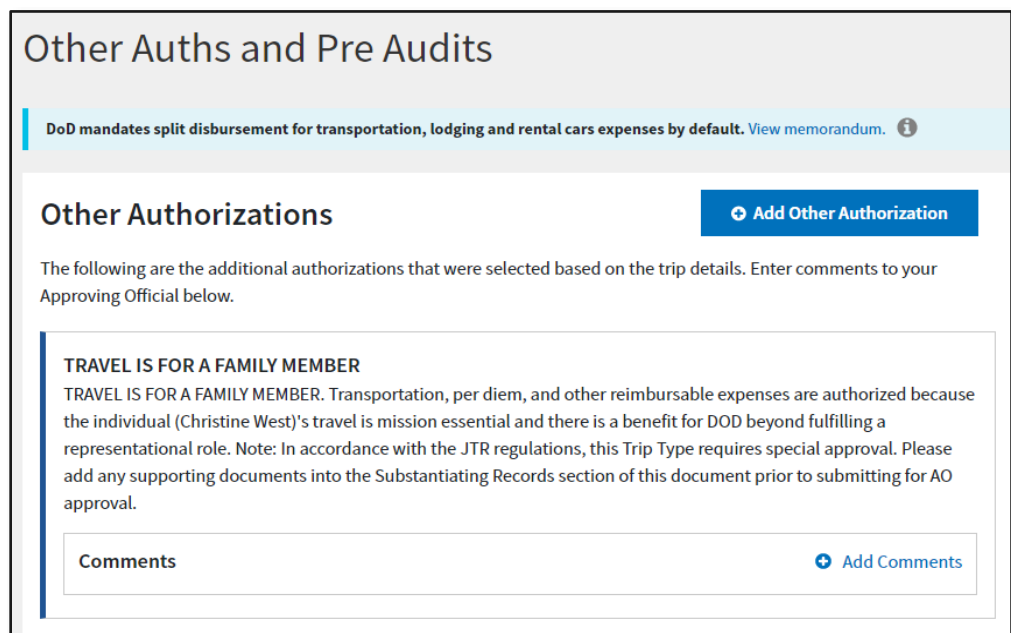 Other Auths and Pre Audits
DoD mandates split disbursement for transportation, lodging and rental cars expenses by default. View memorandum.
Other Authorizations
Add Other Authorization
The following are the additional authorizations that were selected based on the trip details. Enter comments to your
Approving Official below.
TRAVEL IS FOR A FAMILY MEMBER
TRAVEL IS FOR A FAMILY MEMBER. Transportation, per diem, and other reimbursable expenses are authorized because
the individual (Christine West)'s travel is mission essential and there is a benefit for DOD beyond fulfilling a
representational role. Note: In accordance with the JTR regulations, this Trip Type requires special approval. Please
add any supporting documents into the Substantiating Records section of this document prior to submitting for AO
approval.
Comments
Add Comments